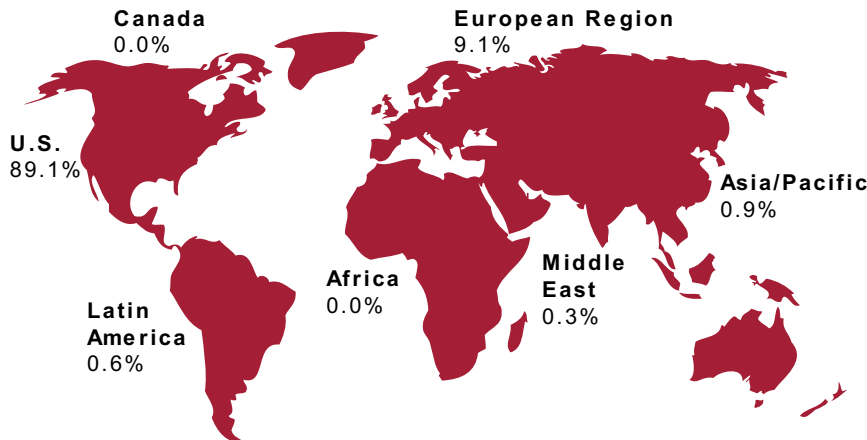 Canada
0.0%
European Region
9.1%
U.S.
89.1%
Asia/Pacific
0.9%
Africa
0.0%
Middle
East
0.3%
Latin
America
0.6%